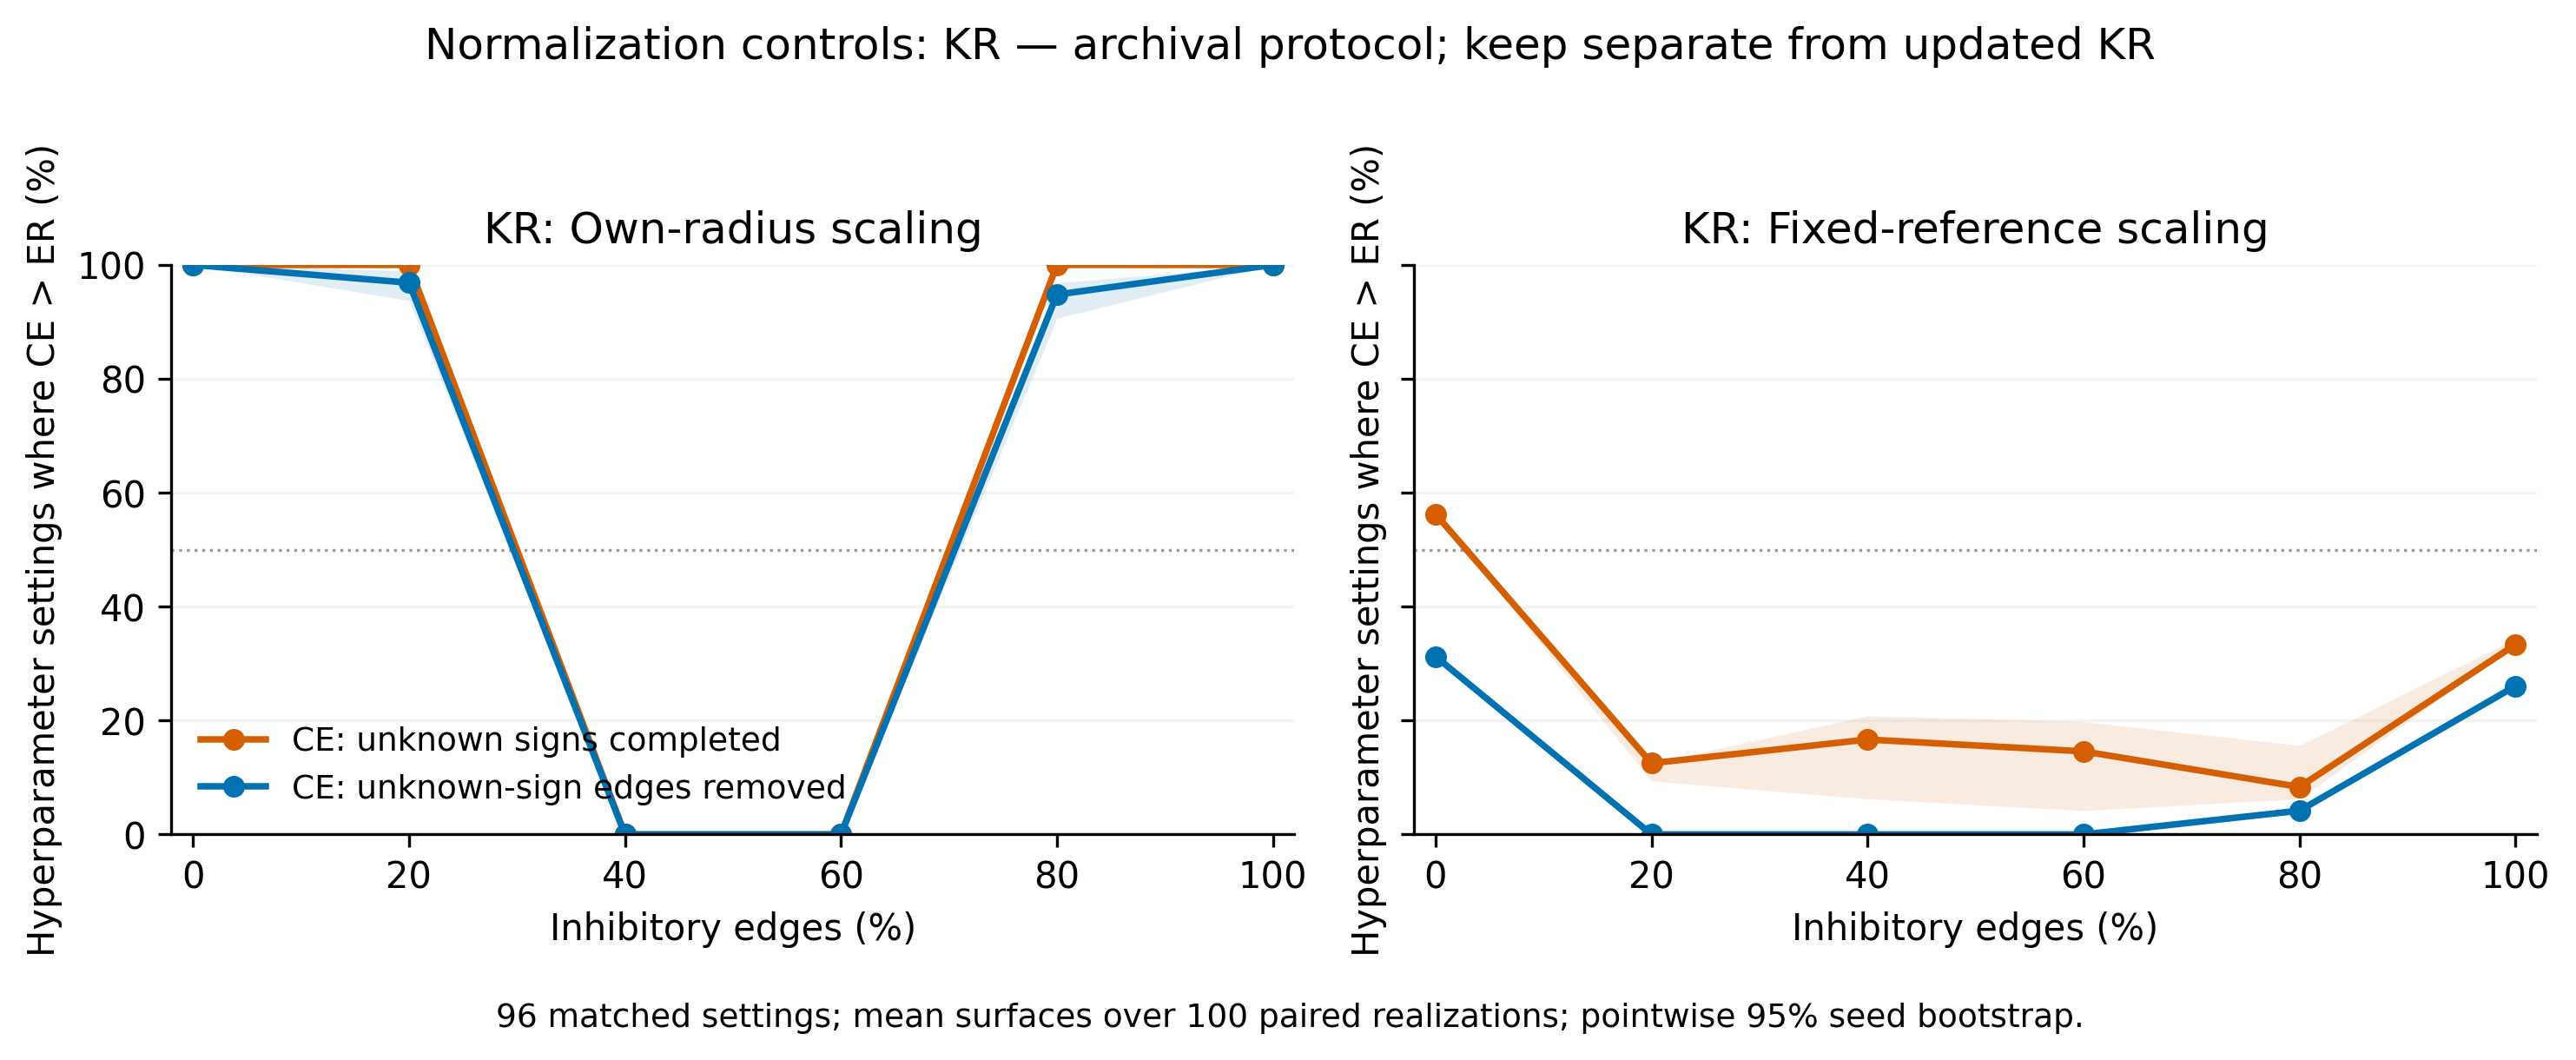 Normalization controls: KR — archival protocol; keep separate from updated KR
KR: Own-radius scaling
Hyperparameter settings where CE > ER (%)
100
80
60
40
20
0
CE: unknown signs completed
CE: unknown-sign edges removed
0 20 40 60 80 100
Inhibitory edges (%)
KR: Fixed-reference scaling
Hyperparameter settings where CE > ER (%)
0 20 40 60 80 100
Inhibitory edges (%)
96 matched settings; mean surfaces over 100 paired realizations; pointwise 95% seed bootstrap.